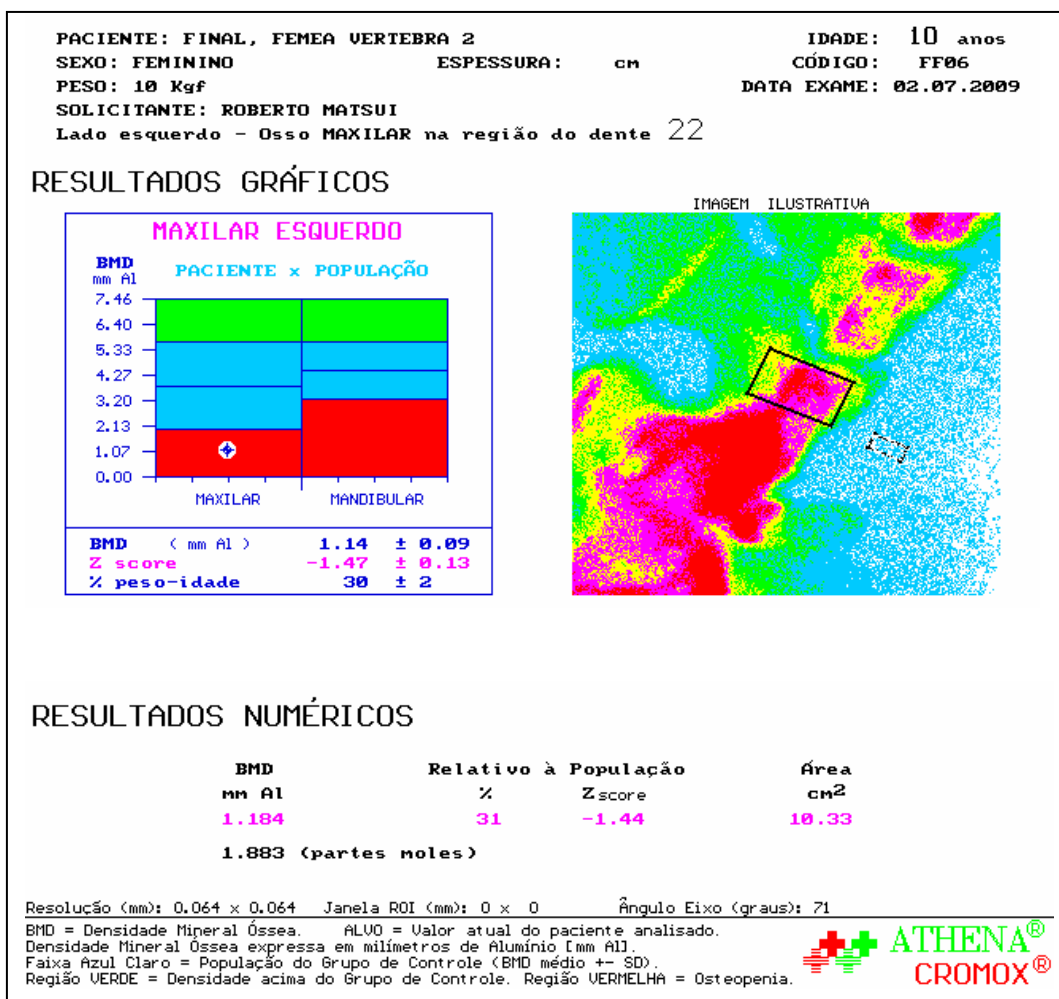 PACIENTE: FINAL, FEMEA VERTEBRA 2 IDADE: 10 anos
SEXO: FEMININO ESPESSURA: cm CÓDIGO: FF06
PESO: 10 Kgf DATA EXAME: 02.07.2009
SOLICITANTE: ROBERTO MATSUI
Lado esquerdo - Osso MAXILAR na região do dente 22
RESULTADOS GRÁFICOS
IMAGEM ILUSTRATIVA
MAXILAR ESQUERDO
BMD
mm Al
PACIENTE x POPULAÇÃO
7.46
6.40
5.33
4.27
3.20
2.13
1.07
0.00
MAXILAR MANDIBULAR
BMD ( mm Al ) 1.14 ± 0.09
Z score -1.47 ± 0.13
% peso-idade 30 ± 2
RESULTADOS NUMÉRICOS
BMD Relativo à População Área
mm Al % Z score cm2
1.184 31 -1.44 10.33
1.883 (partes moles)
Resolução (mm): 0.064 x 0.064 Janela ROI (mm): 0 x 0 Ângulo Eixo (graus): 71
BMD = Densidade Mineral Óssea. ALVO = Valor atual do paciente analisado.
Densidade Mineral Óssea expressa em milímetros de Alumínio [mm Al].
Faixa Azul Claro = População do Grupo de Controle (BMD médio +- SD).
Região VERDE = Densidade acima do Grupo de Controle. Região VERMELHA = Osteopenia.
ATHENA®
CROMOX®